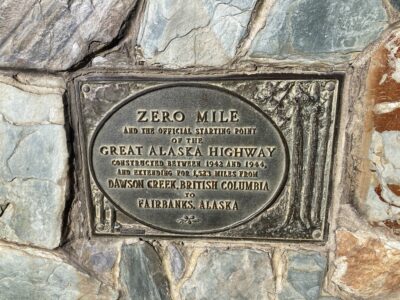 ZERO MILE
AND THE OFFICIAL STARTING POINT
OF THE
GREAT ALASKA HIGHWAY
CONSTRUCTED BETWEEN 1942 AND 1944,
AND EXTENDING FOR 1,523 MILES FROM
DAWSON CREEK, BRITISH COLUMBIA
TO
FAIRBANKS, ALASKA